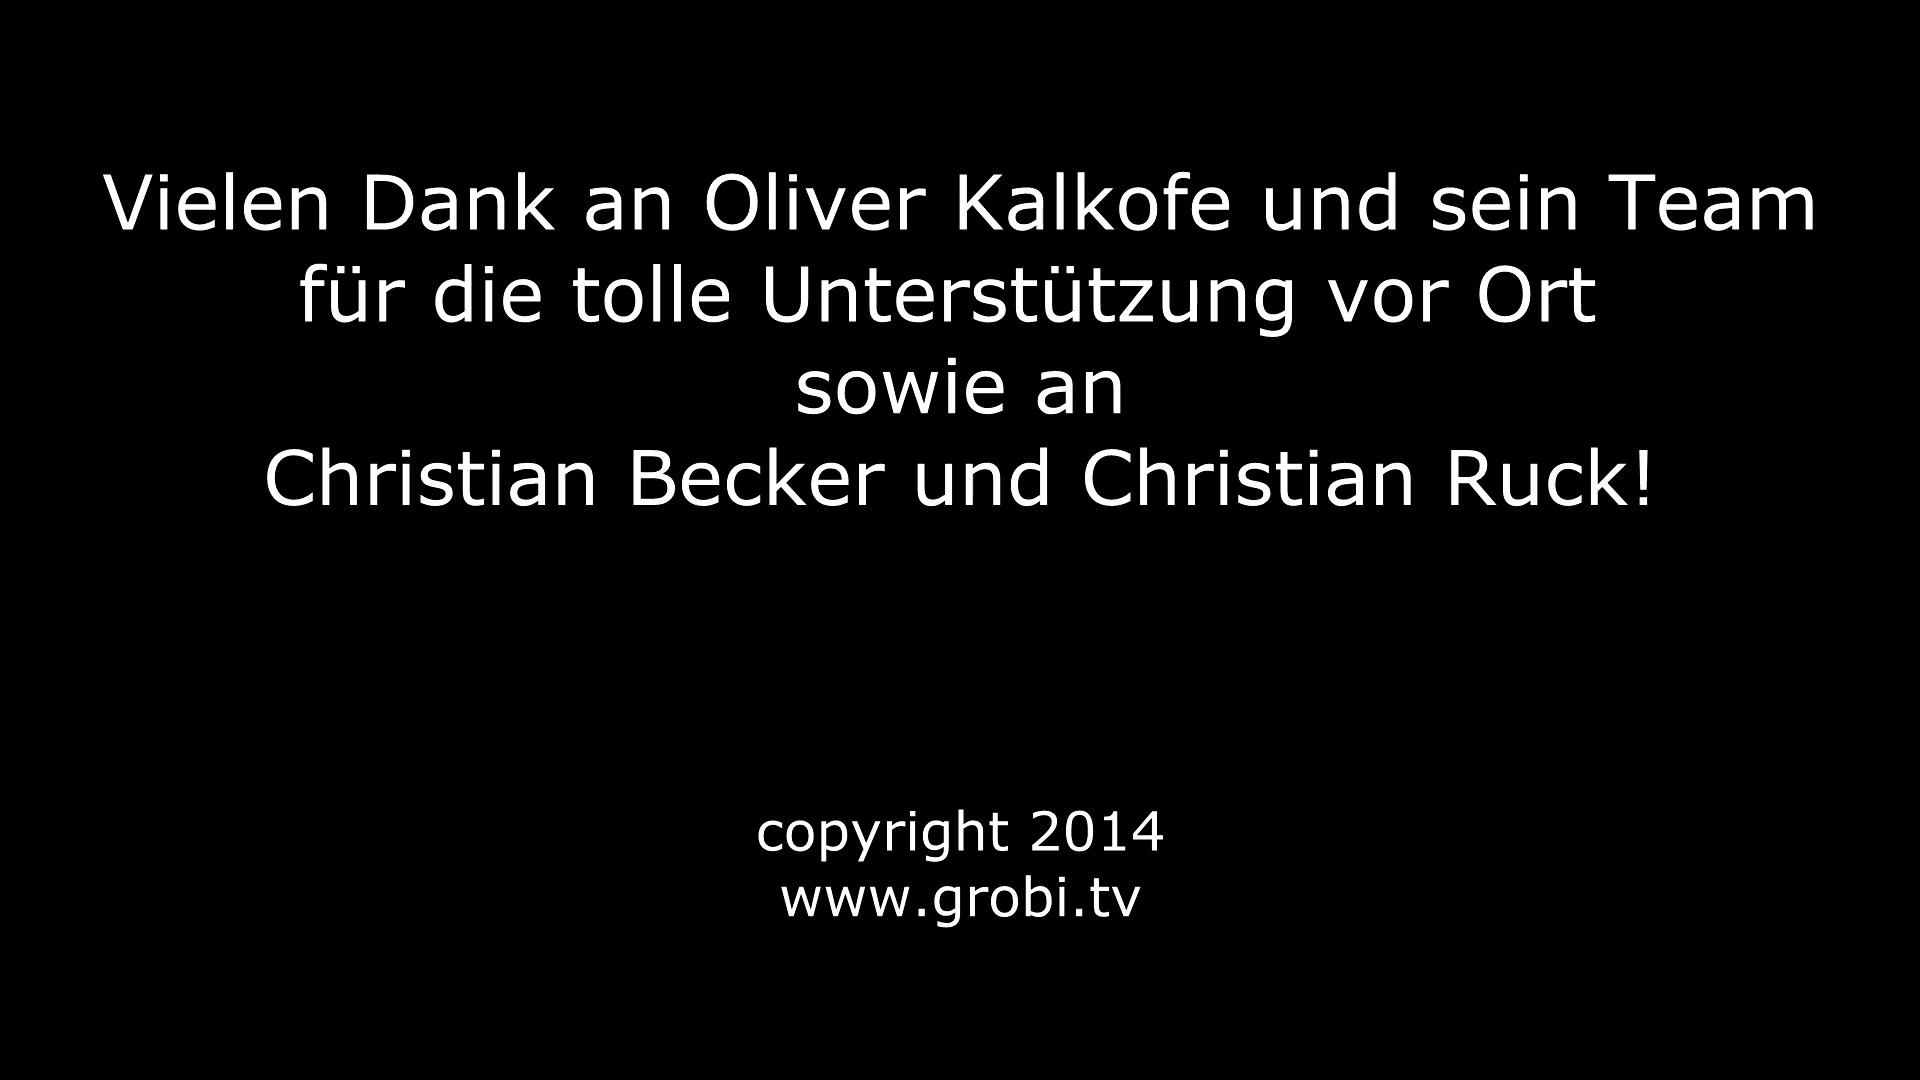 Vielen Dank an Oliver Kalkofe und sein Team
für die tolle Unterstützung vor Ort
sowie an
Christian Becker und Christian Ruck!
copyright 2014
www.grobi.tv